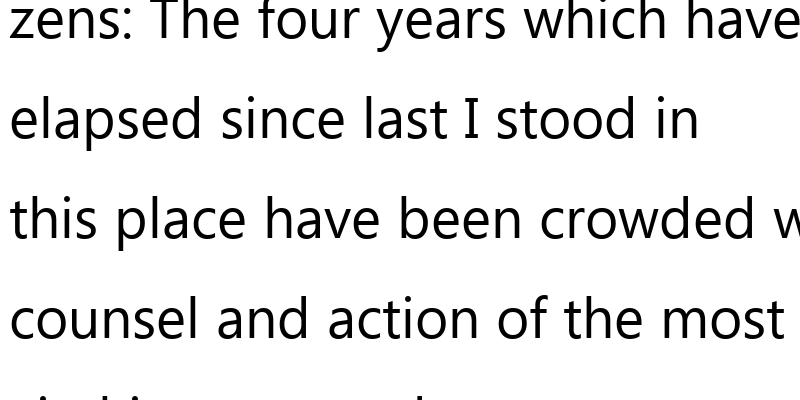 zens: The four years which have
elapsed since last I stood in
this place have been crowded w
counsel and action of the most